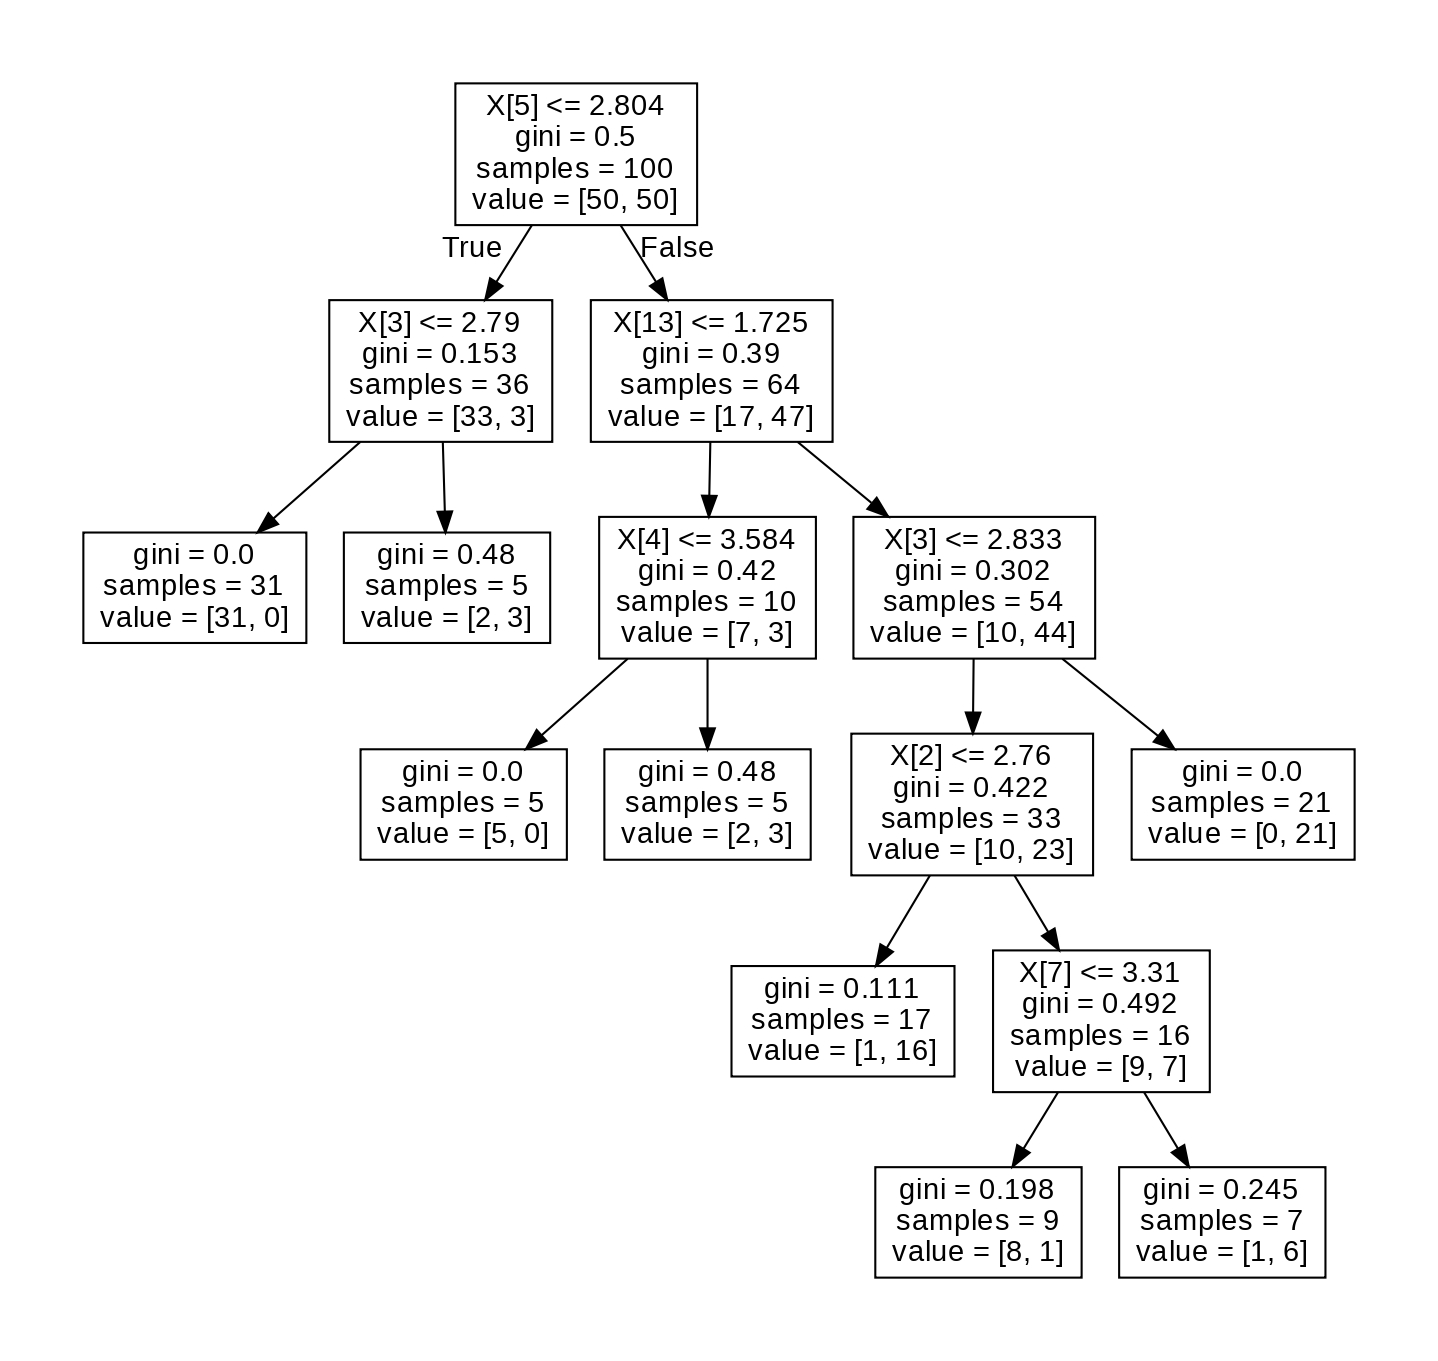 X[5] <= 2.804
gini = 0.5
samples = 100
value = [50, 50]
True
False
X[3] <= 2.79
gini = 0.153
samples = 36
value = [33, 3]
X[13] <= 1.725
gini = 0.39
samples = 64
value = [17, 47]
gini = 0.0
samples = 31
value = [31, 0]
gini = 0.48
samples = 5
value = [2, 3]
X[4] <= 3.584
gini = 0.42
samples = 10
value = [7, 3]
X[3] <= 2.833
gini = 0.302
samples = 54
value = [10, 44]
gini = 0.0
samples = 5
value = [5, 0]
gini = 0.48
samples = 5
value = [2, 3]
X[2] <= 2.76
gini = 0.422
samples = 33
value = [10, 23]
gini = 0.0
samples = 21
value = [0, 21]
gini = 0.111
samples = 17
value = [1, 16]
X[7] <= 3.31
gini = 0.492
samples = 16
value = [9, 7]
gini = 0.198
samples = 9
value = [8, 1]
gini = 0.245
samples = 7
value = [1, 6]